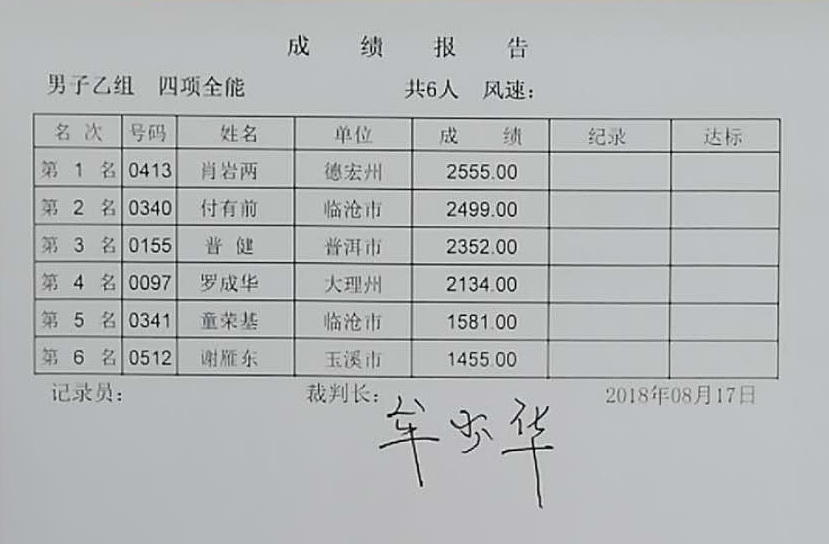 成 绩 报 告
男子乙组 四项全能 共6人 风速:
名 次 号码 姓名 单位 成 绩 纪录 达标
第 1 名 0413 肖岩两 德宏州 2555.00
第 2 名 0340 付有前 临沧市 2499.00
第 3 名 0155 普 健 普洱市 2352.00
第 4 名 0097 罗成华 大理州 2134.00
第 5 名 0341 童荣基 临沧市 1581.00
第 6 名 0512 谢雁东 玉溪市 1455.00
记录员: 裁判长: 2018年08月17日